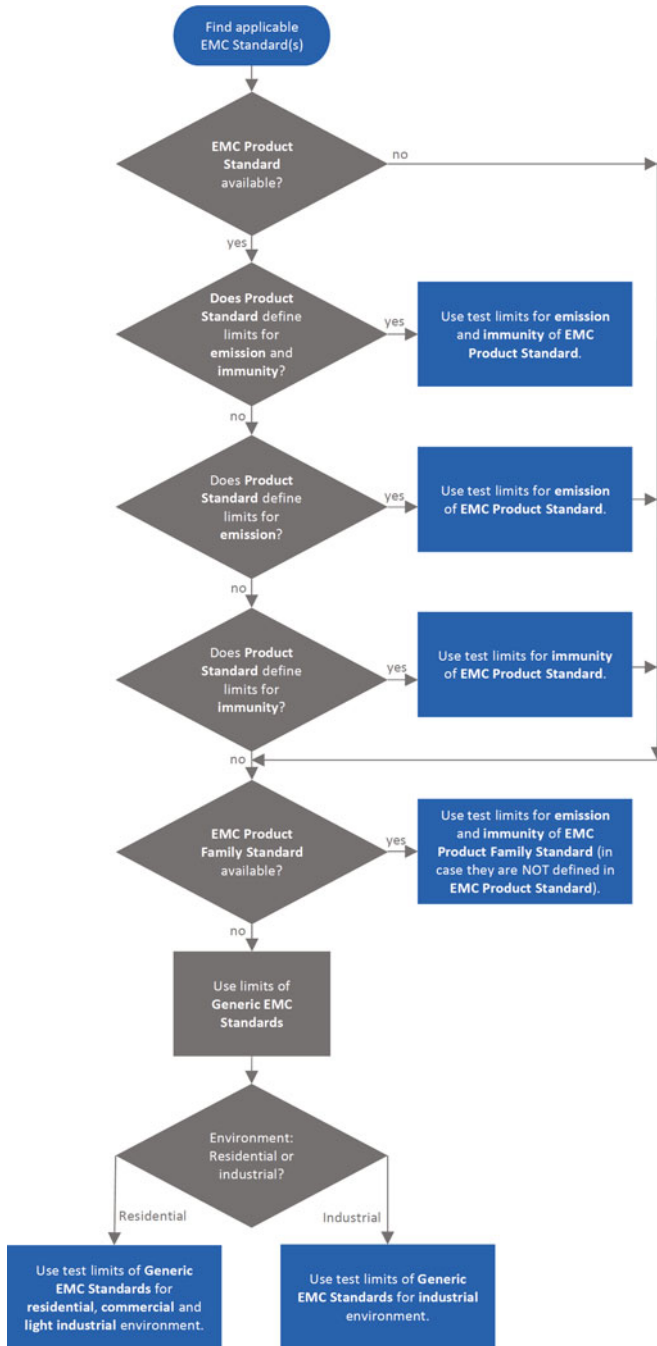 Find applicable
EMC Standard(s)
EMC Product
Standard
available?
no
yes
Does Product
Standard define
limits for
emission and
immunity?
yes
Use test limits for emission
and immunity of EMC
Product Standard.
no
Does Product
Standard define
limits for
emission?
yes
Use test limits for emission
of EMC Product Standard.
no
Does Product
Standard define
limits for
immunity?
yes
Use test limits for immunity
of EMC Product Standard.
no
EMC Product
Family Standard
available?
yes
Use test limits for emission
and immunity of EMC
Product Family Standard (in
case they are NOT defined in
EMC Product Standard).
no
Use limits of
Generic EMC
Standards
Environment:
Residential or
industrial?
Residential
Industrial
Use test limits of Generic
EMC Standards for
residential, commercial and
light industrial environment.
Use test limits of Generic
EMC Standards for industrial
environment.